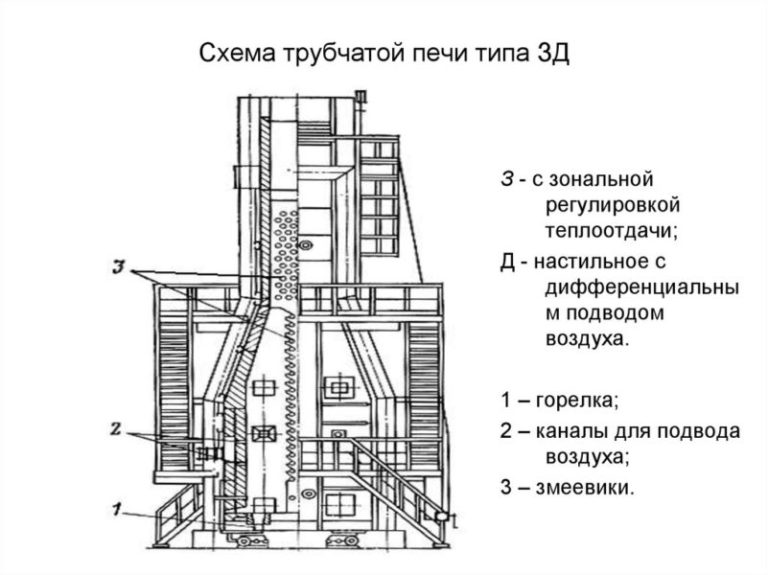 Схема трубчатой печи типа ЗД
З - с зональной
регулировкой
теплоотдачи;
Д - настильное с
дифференциальны
м подводом
воздуха.
3
1 – горелка;
2
2 – каналы для подвода
воздуха;
3 – змеевики.
1